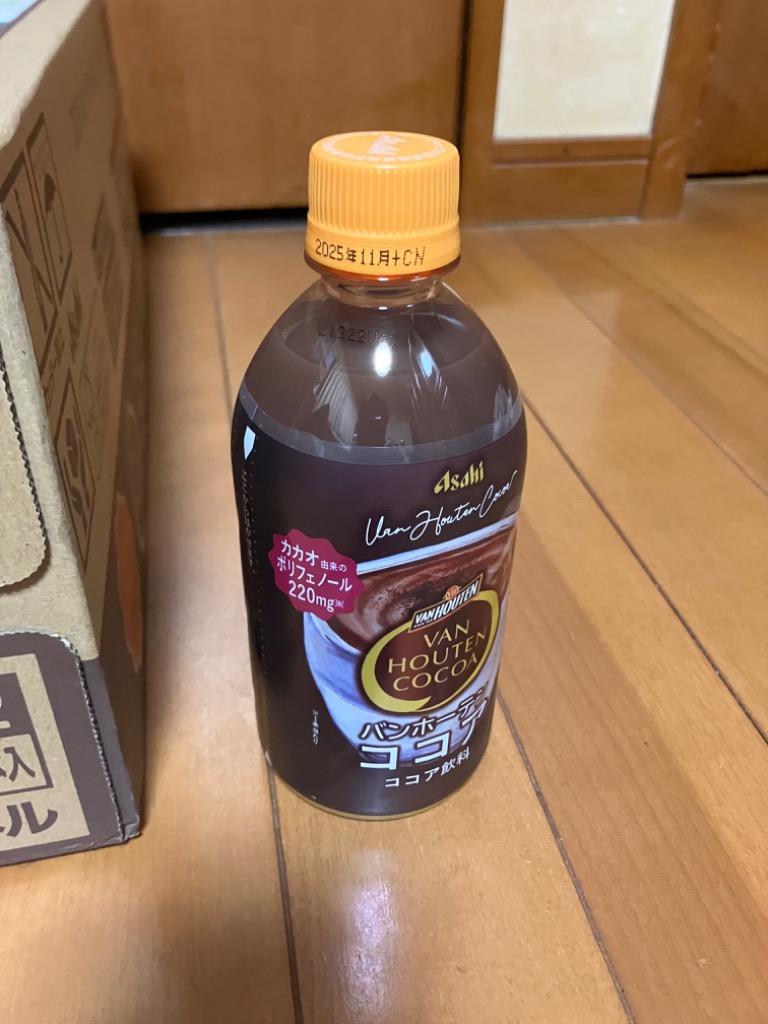 2025年11月+CN
Asahi
Van Houten Cocoa
カカオ由来の
ポリフェノール
220mg※
VAN HOUTEN
VAN
HOUTEN
COCOA
バンホーテン
ココア
ココア飲料